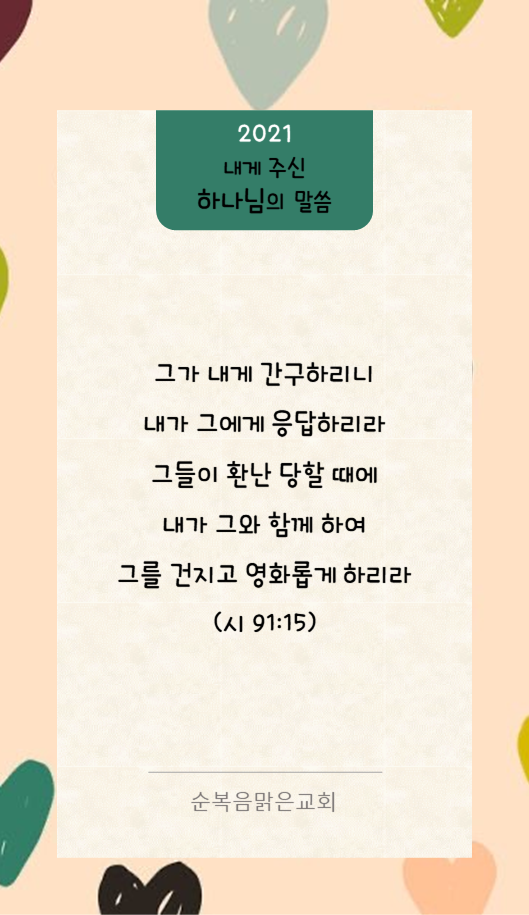 2021
내게 주신
하나님의 말씀
그가 내게 간구하리니
내가 그에게 응답하리라
그들이 환난 당할 때에
내가 그와 함께 하여
그를 건지고 영화롭게 하리라
(시 91:15)
순복음맑은교회